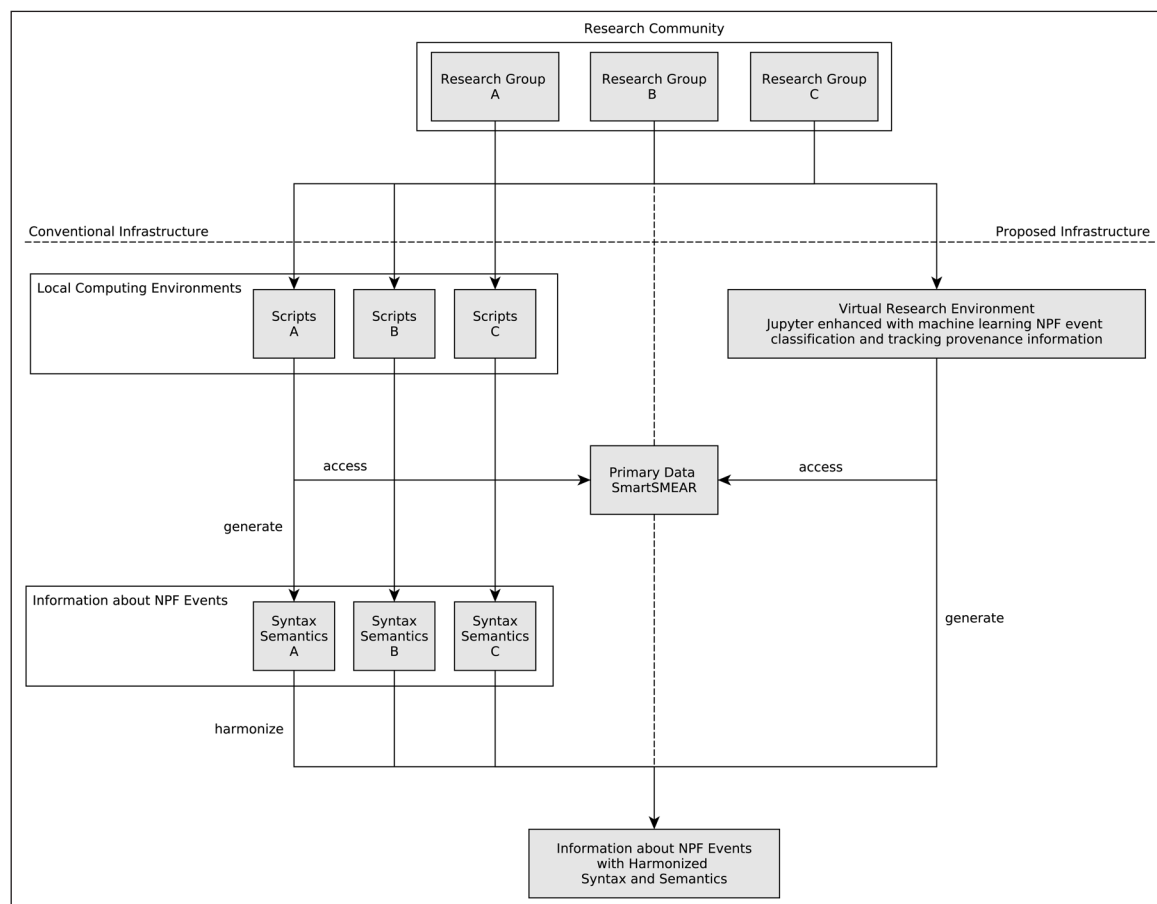 Research Community
Research Group
A
Research Group
B
Research Group
C
Conventional Infrastructure
Proposed Infrastructure
Local Computing Environments
Scripts
A
Scripts
B
Scripts
C
Virtual Research Environment
Jupyter enhanced with machine learning NPF event
classification and tracking provenance information
access
Primary Data
SmartSMEAR
access
generate
Information about NPF Events
Syntax
Semantics
A
Syntax
Semantics
B
Syntax
Semantics
C
generate
harmonize
Information about NPF Events
with Harmonized
Syntax and Semantics